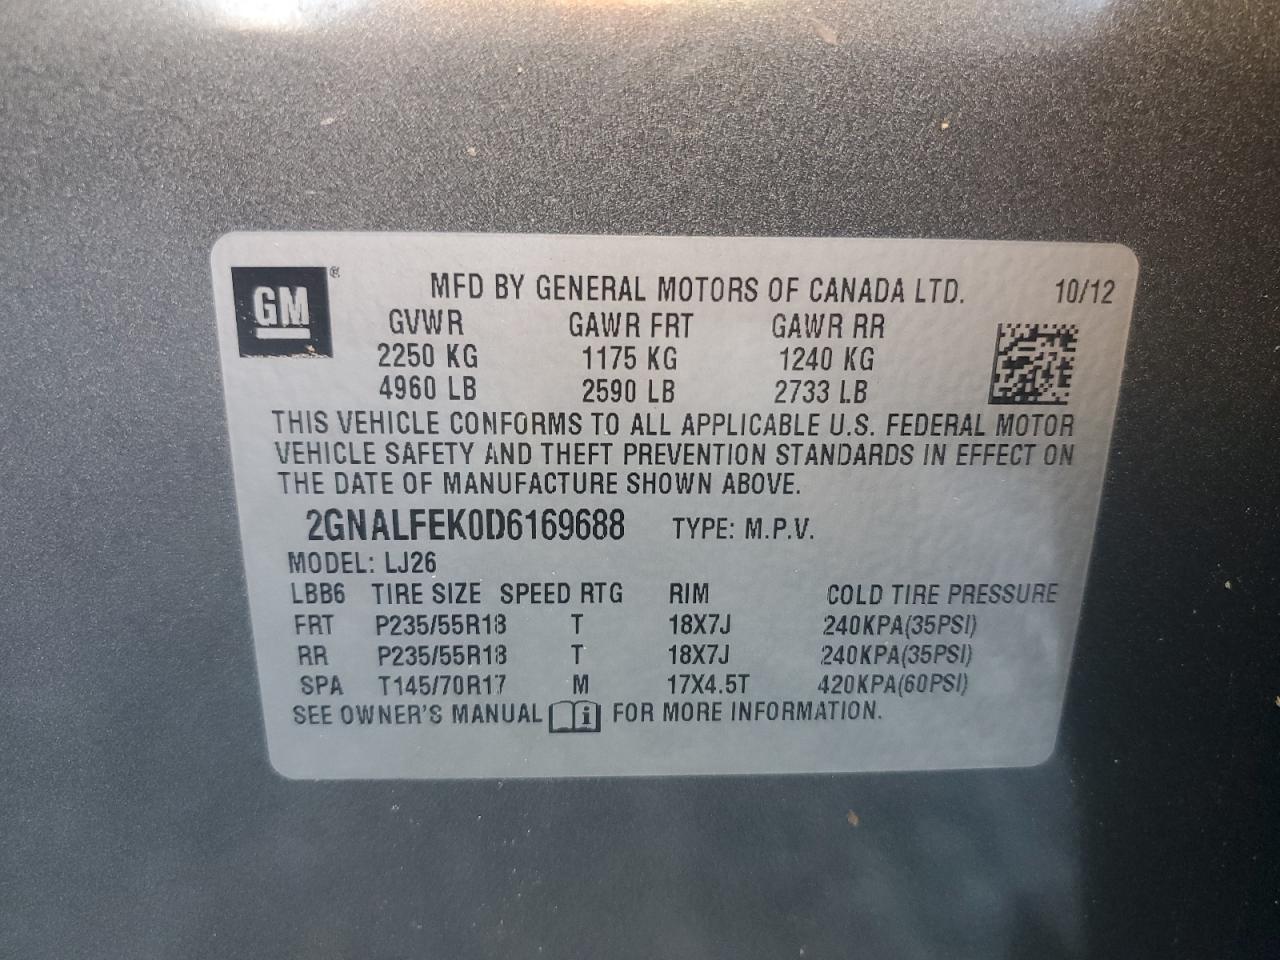 GM ®
MFD BY GENERAL MOTORS OF CANADA LTD. 10/12
GVWR GAWR FRT GAWR RR
2250 KG 1175 KG 1240 KG
4960 LB 2590 LB 2733 LB
THIS VEHICLE CONFORMS TO ALL APPLICABLE U.S. FEDERAL MOTOR
VEHICLE SAFETY AND THEFT PREVENTION STANDARDS IN EFFECT ON
THE DATE OF MANUFACTURE SHOWN ABOVE.
2GNALFEK0D6169688 TYPE: M.P.V.
MODEL: LJ26
LBB6 TIRE SIZE SPEED RTG RIM COLD TIRE PRESSURE
FRT P235/55R18 T 18X7J 240KPA(35PSI)
RR P235/55R18 T 18X7J 240KPA(35PSI)
SPA T145/70R17 M 17X4.5T 420KPA(60PSI)
SEE OWNER'S MANUAL i FOR MORE INFORMATION.